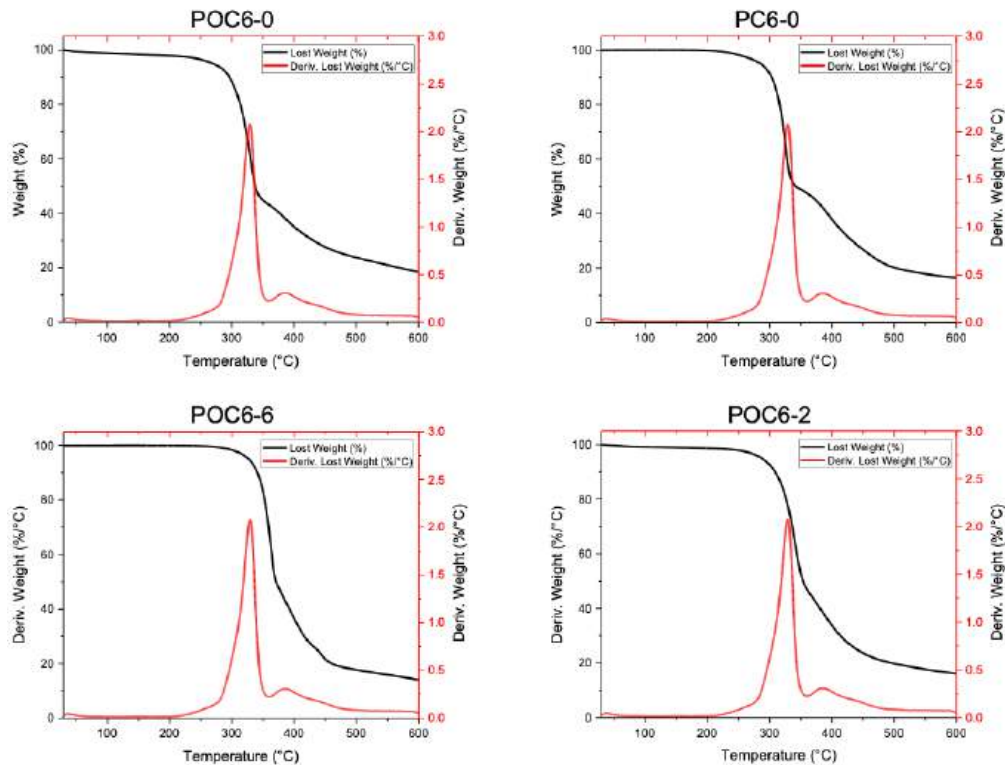 POC6-0
Lost Weight (%)
Deriv. Lost Weight (%/°C)
100
80
60
40
20
0
3.0
2.5
2.0
1.5
1.0
0.5
0.0
100 200 300 400 500 600
Weight (%)
Deriv. Weight (%/°C)
Temperature (°C)
PC6-0
Lost Weight (%)
Deriv. Lost Weight (%/°C)
100
80
60
40
20
0
3.0
2.5
2.0
1.5
1.0
0.5
0.0
100 200 300 400 500 600
Weight (%)
Deriv. Weight (%/°C)
Temperature (°C)
POC6-6
Lost Weight (%)
Deriv. Lost Weight (%/°C)
100
80
60
40
20
0
3.0
2.5
2.0
1.5
1.0
0.5
0.0
100 200 300 400 500 600
Deriv. Weight (%/°C)
Deriv. Weight (%/°C)
Temperature (°C)
POC6-2
Lost Weight (%)
Deriv. Lost Weight (%/°C)
100
80
60
40
20
0
3.0
2.5
2.0
1.5
1.0
0.5
0.0
100 200 300 400 500 600
Deriv. Weight (%/°C)
Deriv. Weight (%/°C)
Temperature (°C)